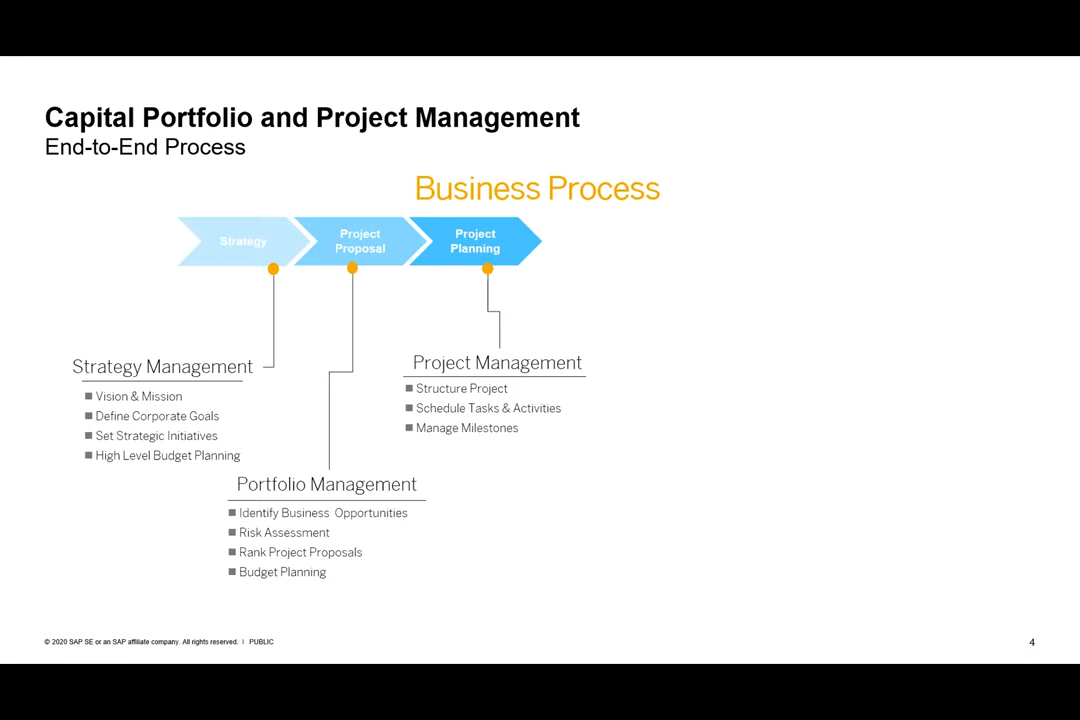 Capital Portfolio and Project Management
End-to-End Process
Business Process
Strategy
Project
Proposal
Project
Planning
Strategy Management
Vision & Mission
Define Corporate Goals
Set Strategic Initiatives
High Level Budget Planning
Project Management
Structure Project
Schedule Tasks & Activities
Manage Milestones
Portfolio Management
Identify Business Opportunities
Risk Assessment
Rank Project Proposals
Budget Planning
© 2020 SAP SE or an SAP affiliate company. All rights reserved. I PUBLIC
4